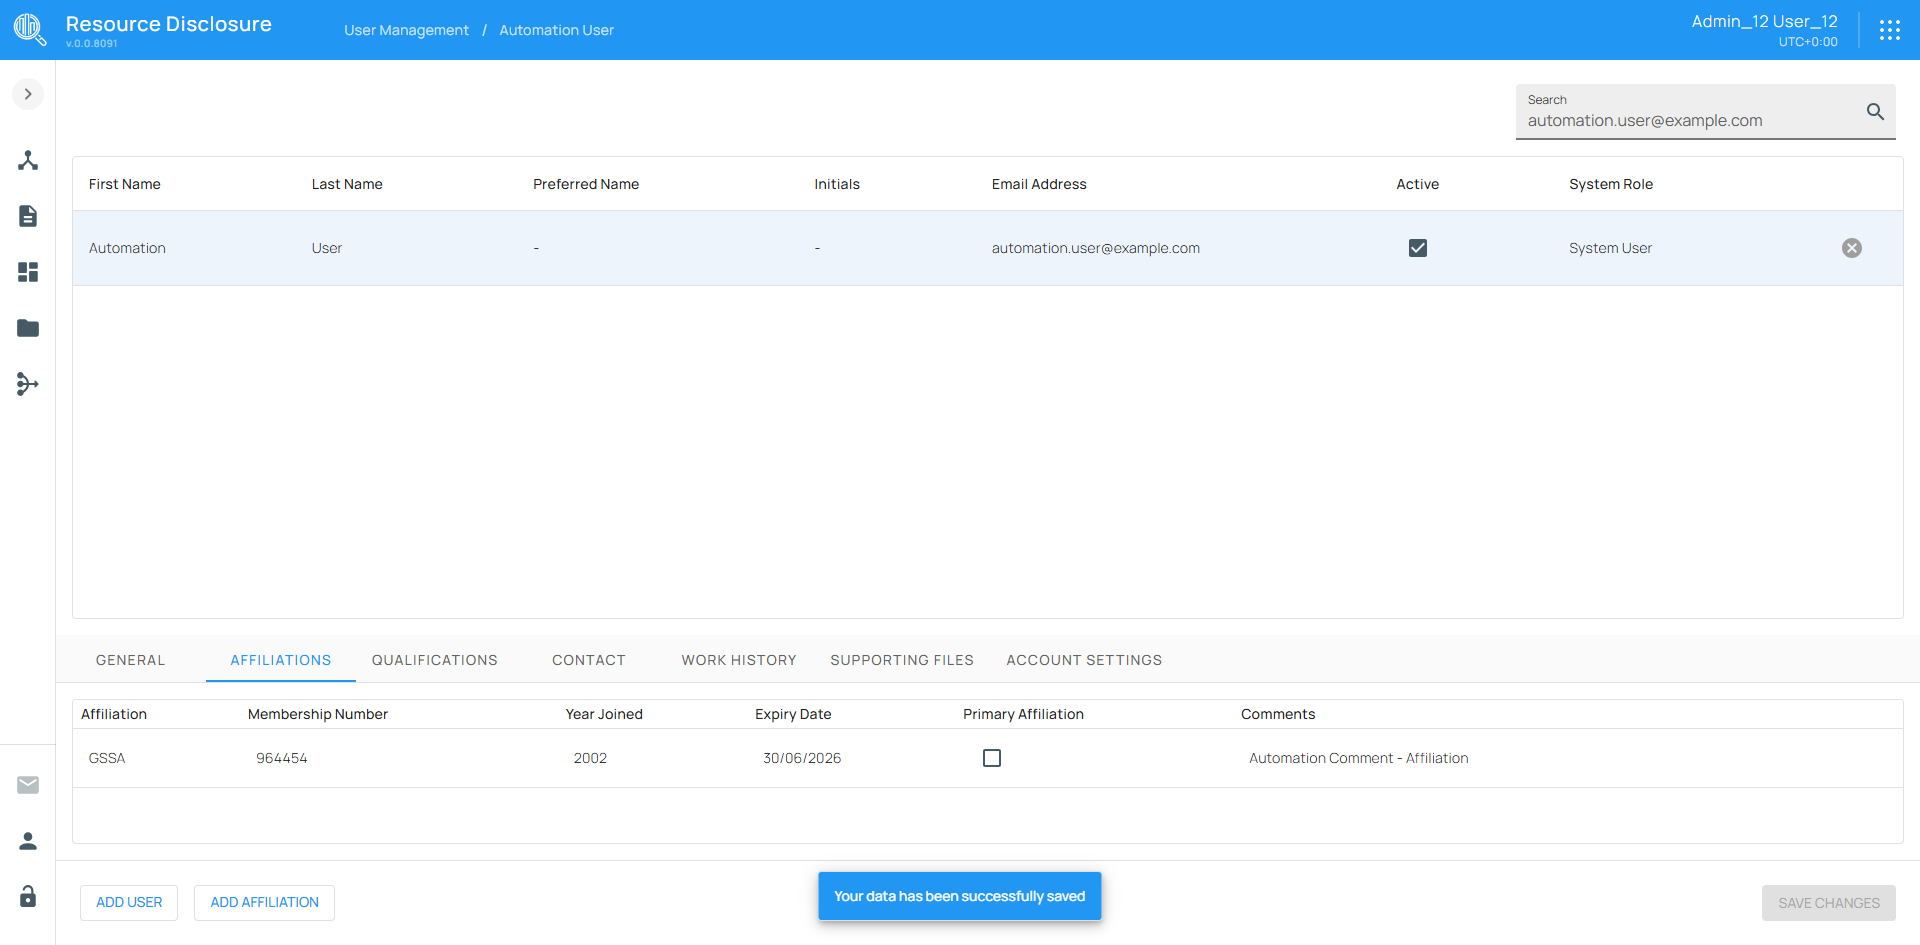 Resource Disclosure
v.0.0.8091
User Management / Automation User
Admin_12 User_12
UTC+0:00
Search
automation.user@example.com
First Name Last Name Preferred Name Initials Email Address Active System Role
Automation User - - automation.user@example.com System User
GENERAL AFFILIATIONS QUALIFICATIONS CONTACT WORK HISTORY SUPPORTING FILES ACCOUNT SETTINGS
Affiliation Membership Number Year Joined Expiry Date Primary Affiliation Comments
GSSA 964454 2002 30/06/2026 Automation Comment - Affiliation
ADD USER ADD AFFILIATION
Your data has been successfully saved
SAVE CHANGES